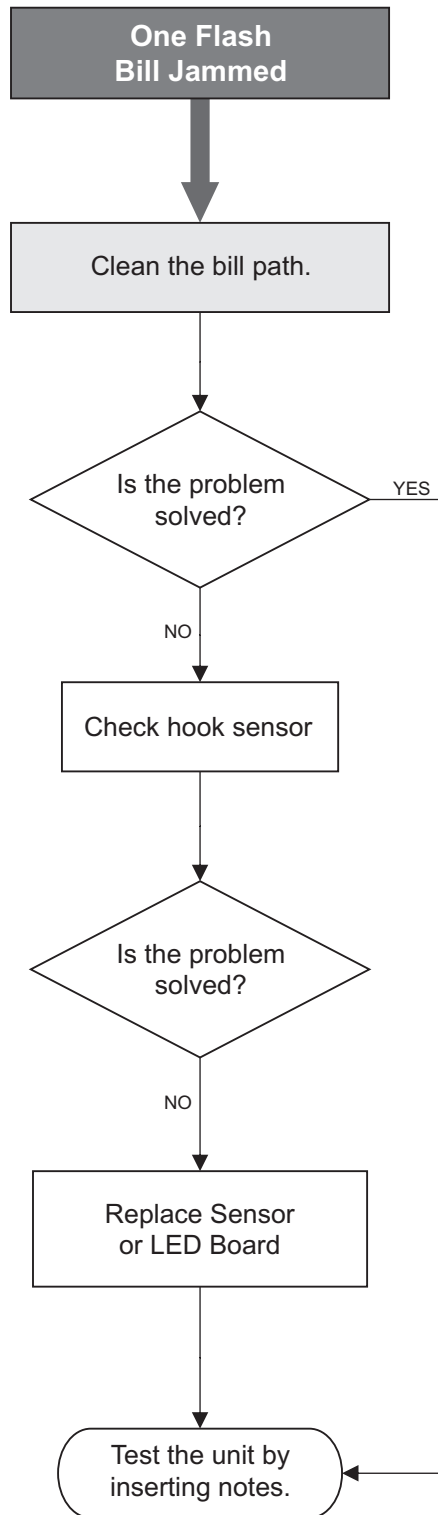 One Flash
Bill Jammed
Clean the bill path.
Is the problem
solved?
YES
NO
Check hook sensor
Is the problem
solved?
NO
Replace Sensor
or LED Board
Test the unit by
inserting notes.